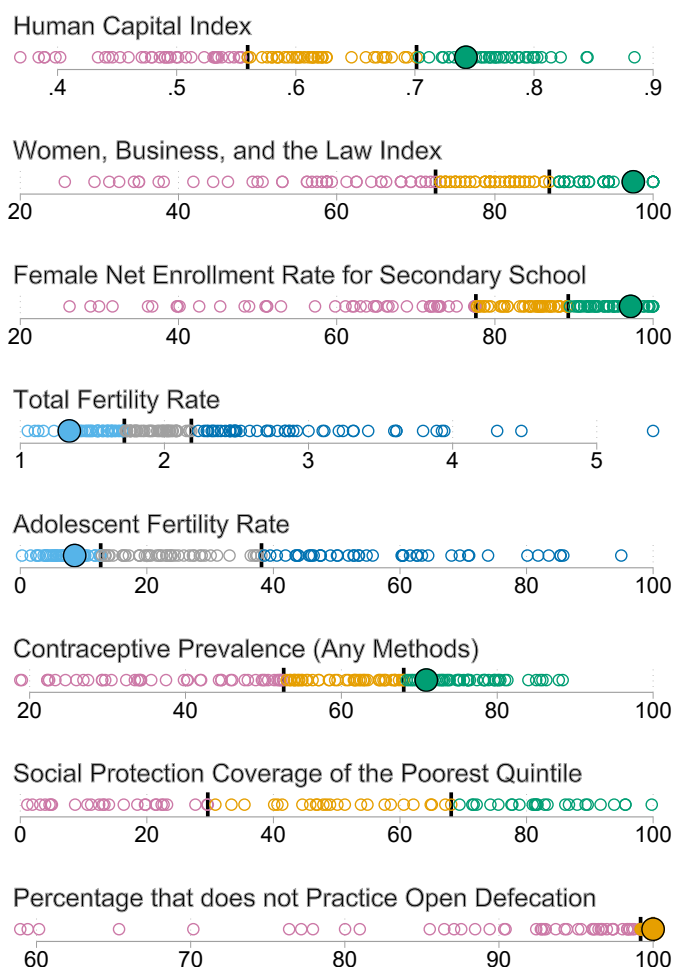 Human Capital Index
.4 .5 .6 .7 .8 .9
Women, Business, and the Law Index
20 40 60 80 100
Female Net Enrollment Rate for Secondary School
20 40 60 80 100
Total Fertility Rate
1 2 3 4 5
Adolescent Fertility Rate
0 20 40 60 80 100
Contraceptive Prevalence (Any Methods)
20 40 60 80 100
Social Protection Coverage of the Poorest Quintile
0 20 40 60 80 100
Percentage that does not Practice Open Defecation
60 70 80 90 100